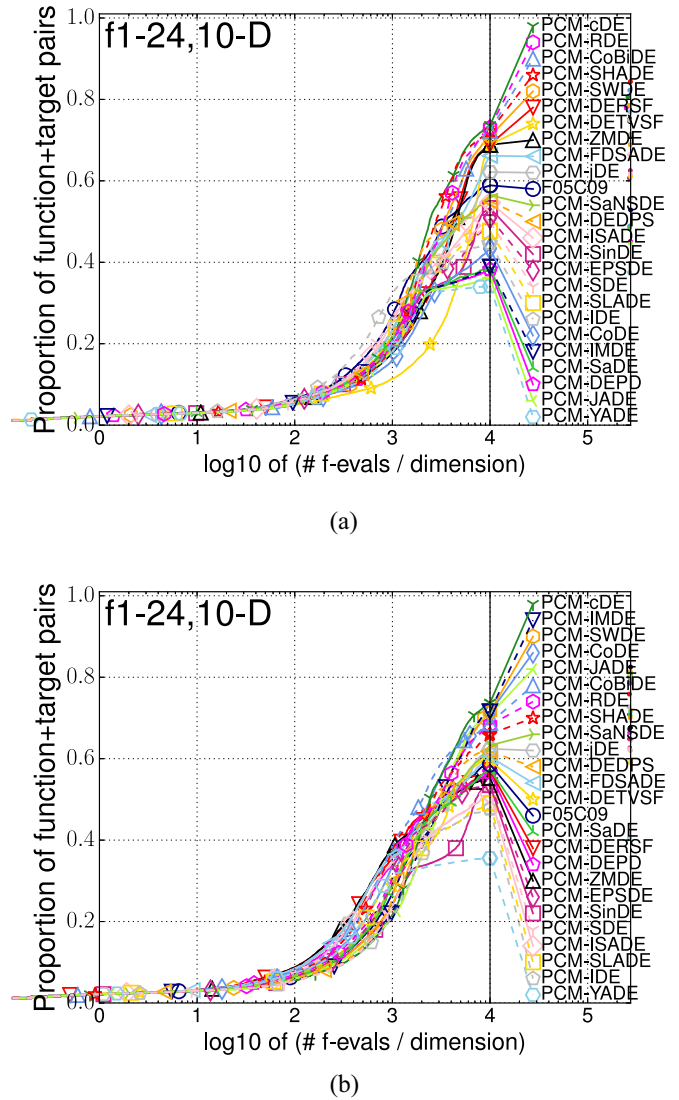 f1-24,10-D
Proportion of function+target pairs
1.0
0.8
0.6
0.4
0.2
0.0
0
1
2
3
4
5
log10 of (# f-evals / dimension)
PCM-cDE
PCM-RDE
PCM-CoBiDE
PCM-SHADE
PCM-SWDE
PCM-DERSF
PCM-DETVSF
PCM-ZMDE
PCM-FDSADE
PCM-jDE
F05C09
PCM-SaNSDE
PCM-DEDPS
PCM-ISADE
PCM-SinDE
PCM-EPSDE
PCM-SDE
PCM-SLADE
PCM-IDE
PCM-CoDE
PCM-IMDE
PCM-SaDE
PCM-DEPD
PCM-JADE
PCM-YADE
(a)
f1-24,10-D
Proportion of function+target pairs
1.0
0.8
0.6
0.4
0.2
0.0
0
1
2
3
4
5
log10 of (# f-evals / dimension)
PCM-cDE
PCM-IMDE
PCM-SWDE
PCM-CoDE
PCM-JADE
PCM-CoBiDE
PCM-RDE
PCM-SHADE
PCM-SaNSDE
PCM-jDE
PCM-DEDPS
PCM-FDSADE
PCM-DETVSF
F05C09
PCM-SaDE
PCM-DERSF
PCM-DEPD
PCM-ZMDE
PCM-EPSDE
PCM-SinDE
PCM-SDE
PCM-ISADE
PCM-SLADE
PCM-IDE
PCM-YADE
(b)